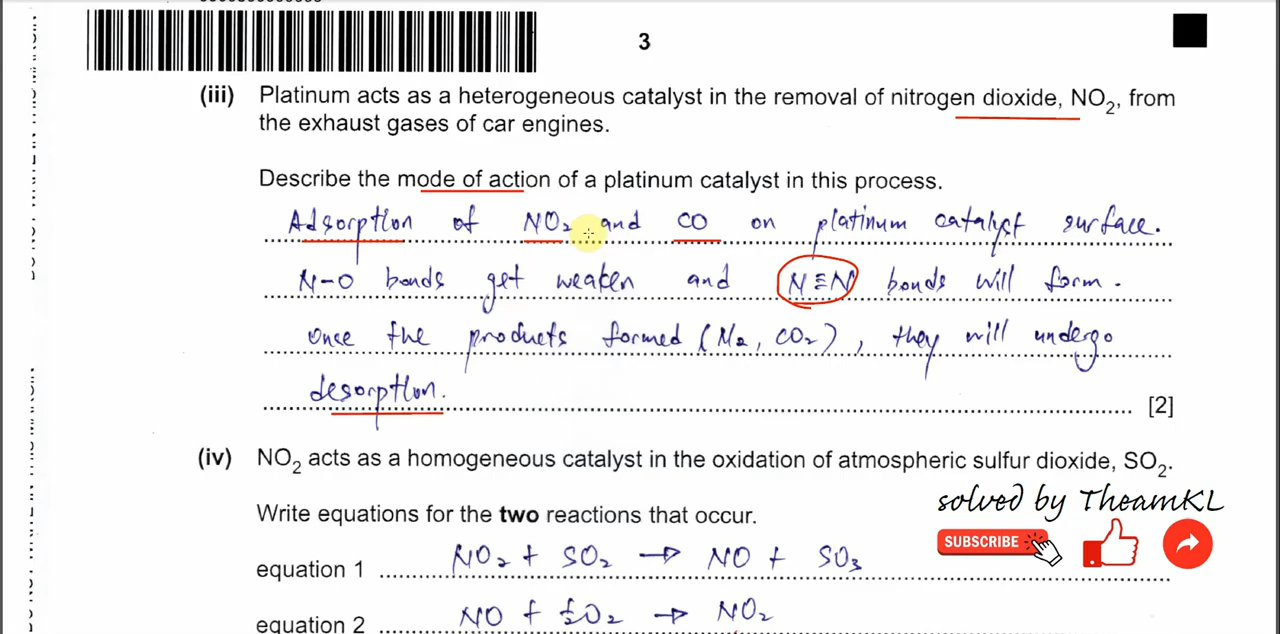 3
(iii) Platinum acts as a heterogeneous catalyst in the removal of nitrogen dioxide, NO₂, from
the exhaust gases of car engines.
Describe the mode of action of a platinum catalyst in this process.
Adsorption of NO₂ and CO on platinum catalyst surface.
N-O bonds get weaken and N≡N bonds will form.
Once the products formed (N₂, CO₂), they will undergo
desorption.
[2]
(iv) NO₂ acts as a homogeneous catalyst in the oxidation of atmospheric sulfur dioxide, SO₂.
solved by TheamKL
Write equations for the two reactions that occur.
SUBSCRIBE
equation 1 NO₂ + SO₂ → NO + SO₃
equation 2 NO + ½O₂ → NO₂